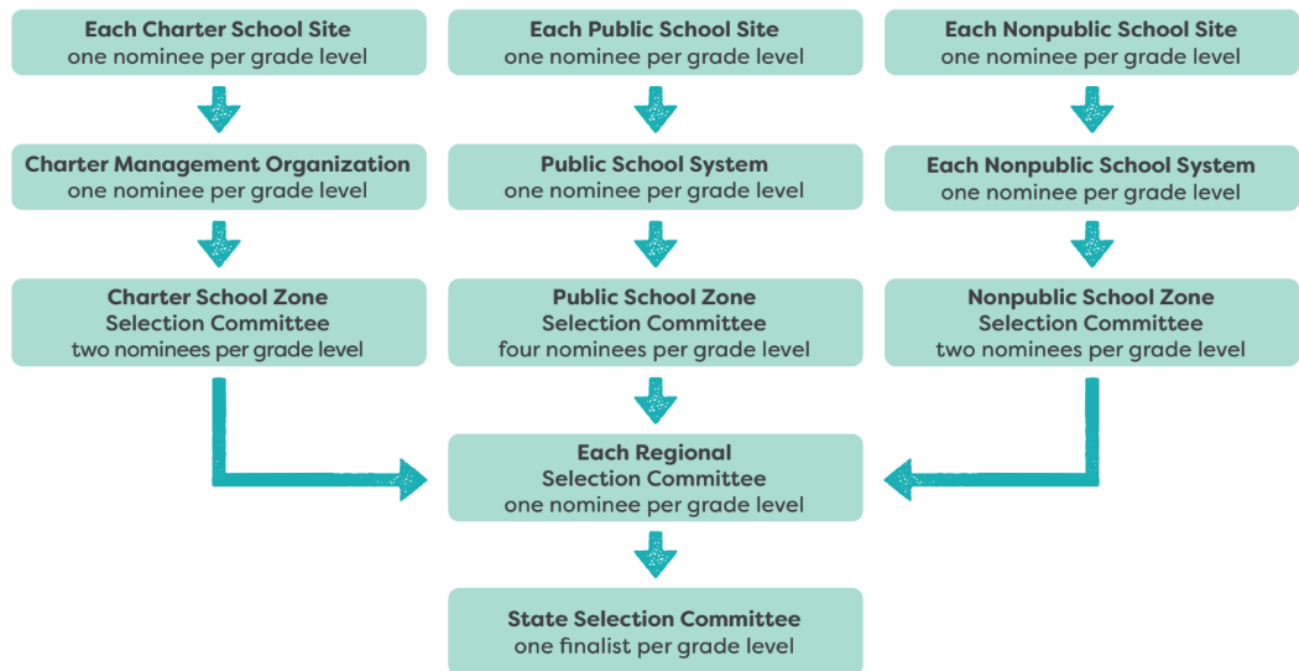 Each Charter School Site
one nominee per grade level
Each Public School Site
one nominee per grade level
Each Nonpublic School Site
one nominee per grade level
Charter Management Organization
one nominee per grade level
Public School System
one nominee per grade level
Each Nonpublic School System
one nominee per grade level
Charter School Zone
Selection Committee
two nominees per grade level
Public School Zone
Selection Committee
four nominees per grade level
Nonpublic School Zone
Selection Committee
two nominees per grade level
Each Regional
Selection Committee
one nominee per grade level
State Selection Committee
one finalist per grade level